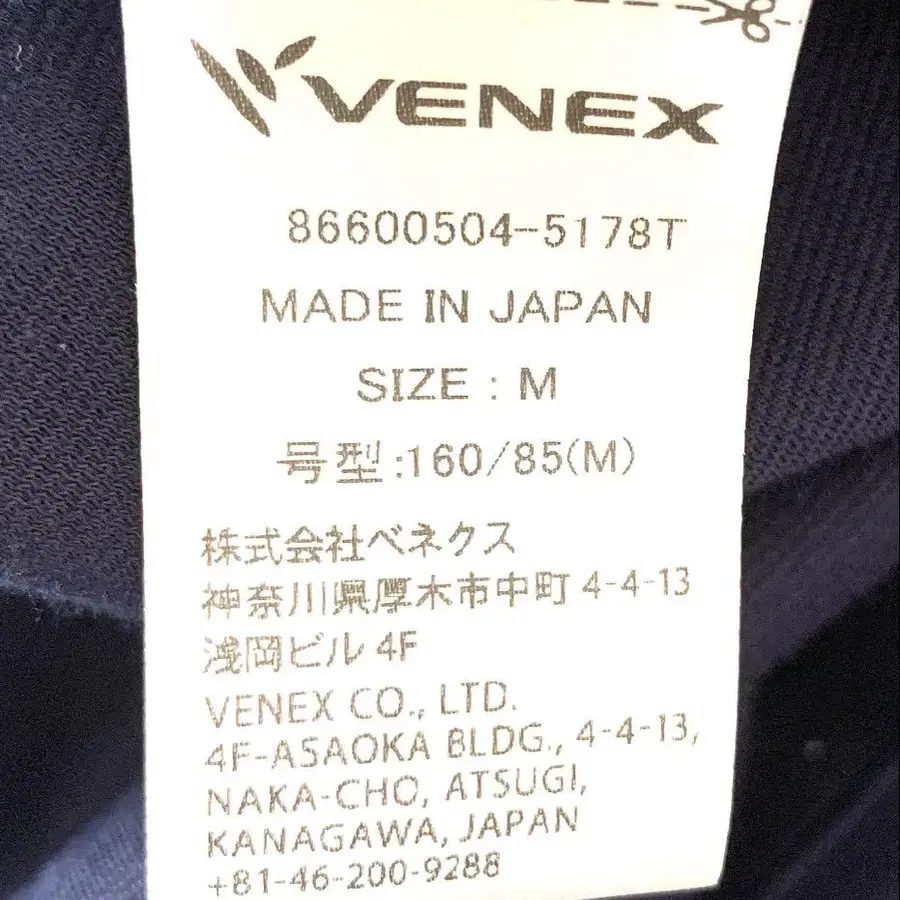 VENEX
86600504-5178T
MADE IN JAPAN
SIZE : M
号型:160/85(M)
株式会社ベネクス
神奈川県厚木市中町 4-4-13
浅岡ビル 4F
VENEX CO., LTD.
4F-ASAOKA BLDG., 4-4-13,
NAKA-CHO, ATSUGI,
KANAGAWA, JAPAN
+81-46-200-9288